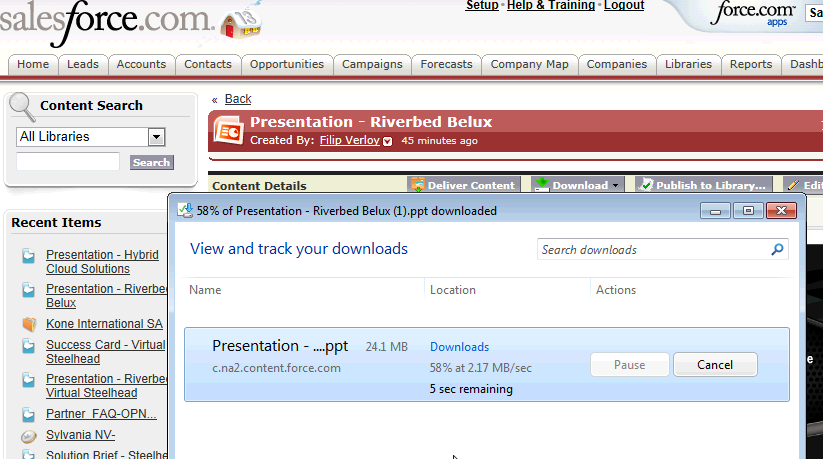 salesforce.com.
Setup · Help & Training · Logout
force.com™
apps
Sa
Home Leads Accounts Contacts Opportunities Campaigns Forecasts Company Map Companies Libraries Reports Dashb
Content Search
All Libraries
Search
« Back
Presentation - Riverbed Belux
Created By: Filip Verloy 45 minutes ago
Content Details
Deliver Content Download Publish to Library... Edi
Recent Items
Presentation - Hybrid
Cloud Solutions
Presentation - Riverbed
Belux
Kone International SA
Success Card - Virtual
Steelhead
Presentation - Riverbed
Virtual Steelhead
Partner_FAQ-OPN...
Sylvania NV-
Solution Brief - Steelhe
58% of Presentation - Riverbed Belux (1).ppt downloaded
View and track your downloads
Search downloads
Name Location Actions
Presentation - ....ppt 24.1 MB Downloads
c.na2.content.force.com 58% at 2.17 MB/sec
5 sec remaining
Pause Cancel
e